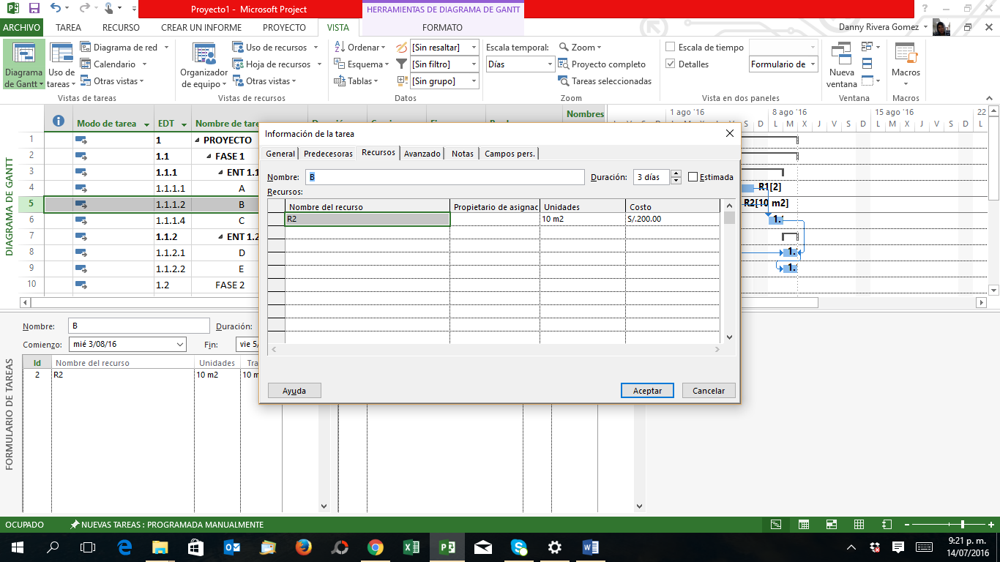 Proyecto1 - Microsoft Project
HERRAMIENTAS DE DIAGRAMA DE GANTT
ARCHIVO TAREA RECURSO CREAR UN INFORME PROYECTO VISTA FORMATO
Danny Rivera Gomez
Diagrama de Gantt
Uso de tareas
Diagrama de red
Calendario
Otras vistas
Vistas de tareas
Organizador de equipo
Uso de recursos
Hoja de recursos
Otras vistas
Vistas de recursos
Ordenar
Esquema
Tablas
[Sin resaltar]
[Sin filtro]
[Sin grupo]
Datos
Escala temporal:
Días
Zoom
Proyecto completo
Tareas seleccionadas
Zoom
Escala de tiempo
Detalles
Formulario de
Vista en dos paneles
Nueva ventana
Ventana
Macros
Macros
Modo de tarea EDT Nombre de tare Nombres
1 ago '16 8 ago '16 15 ago '16 22
S D L M X J V S D L M X J V S D L
DIAGRAMA DE GANTT
1 1 PROYECTO
2 1.1 FASE 1
3 1.1.1 ENT 1.1
4 1.1.1.1 A
5 1.1.1.2 B
6 1.1.1.4 C
7 1.1.2 ENT 1.2
8 1.1.2.1 D
9 1.1.2.2 E
10 1.2 FASE 2
R1[2]
R2[10 m2]
1.
1.
1.
Información de la tarea
General Predecesoras Recursos Avanzado Notas Campos pers.
Nombre: B Duración: 3 días Estimada
Recursos:
Nombre del recurso Propietario de asignac Unidades Costo
R2 10 m2 S/.200.00
Ayuda Aceptar Cancelar
FORMULARIO DE TAREAS
Nombre: B Duración:
Comienzo: mié 3/08/16 Fin: vie 5/
Id Nombre del recurso Unidades Tra
2 R2 10 m2 10 m
OCUPADO NUEVAS TAREAS : PROGRAMADA MANUALMENTE
9:21 p. m.
14/07/2016